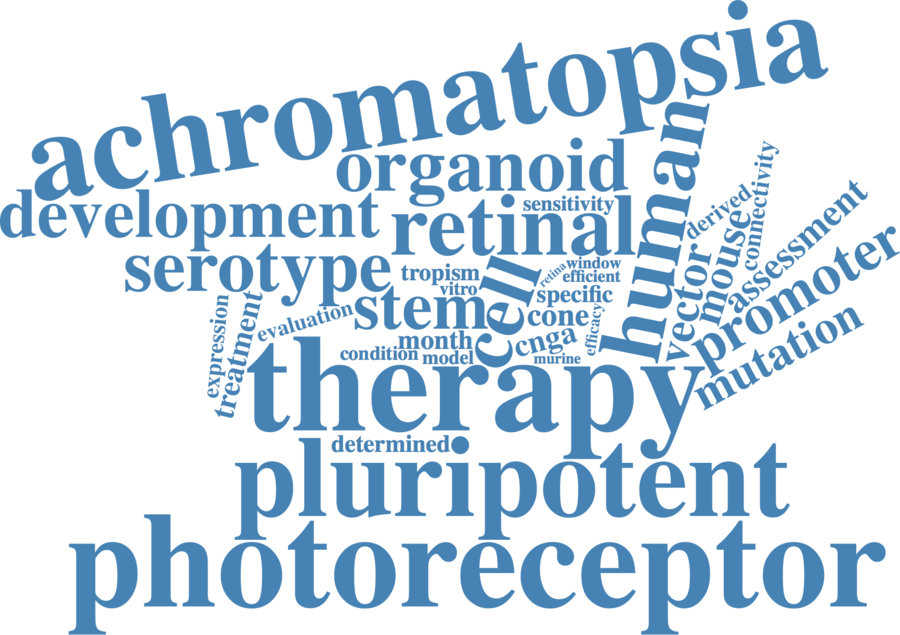 achromatopsia
organoid
human
development
sensitivity
retinal
derived
connectivity
serotype
tropism
retina
window
efficient
vitro
cell
specific
vector
mouse
assessment
stem
cone
efficacy
promoter
expression
treatment
evaluation
month
cnga
condition
model
murine
mutation
therapy
determined
pluripotent
photoreceptor